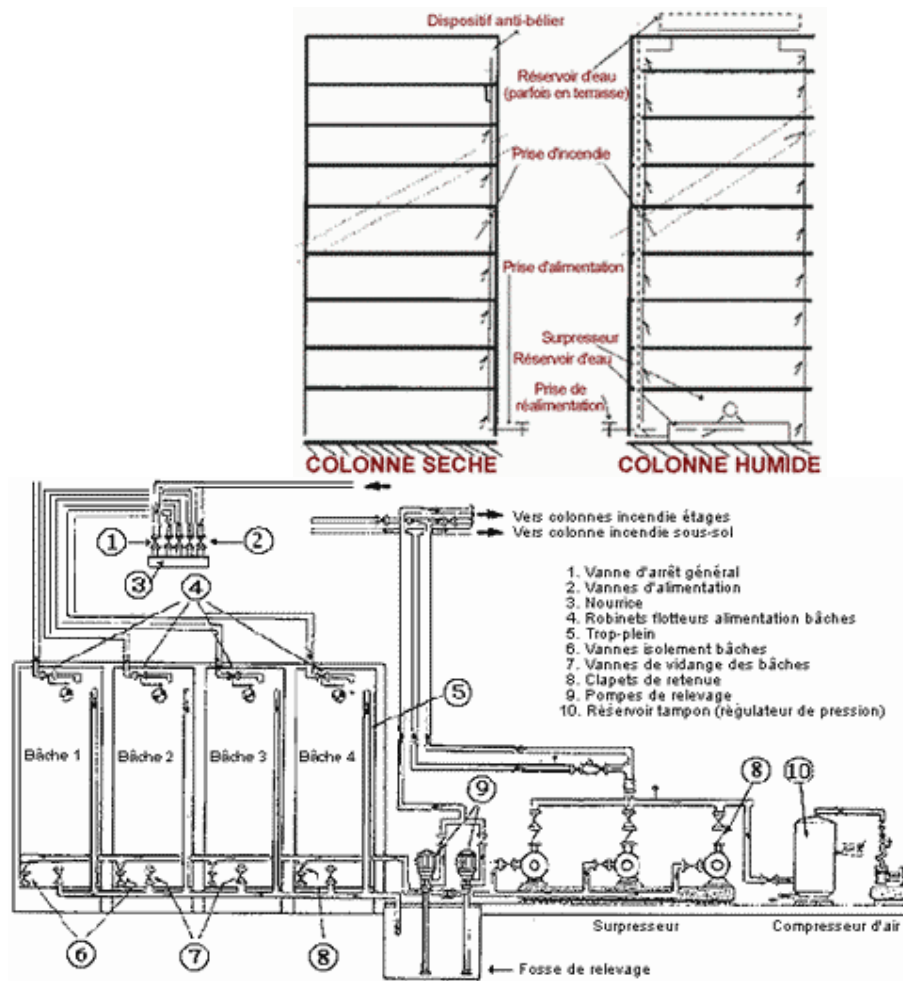 Dispositif anti-bélier
Réservoir d'eau
(parfois en terrasse)
Prise d'incendie
Prise d'alimentation
Surpresseur
Réservoir d'eau
Prise de
réalimentation
COLONNE SECHE
COLONNE HUMIDE
Vers colonnes incendie étages
Vers colonne incendie sous-sol
1
2
3
4
1. Vanne d'arrêt général
2. Vannes d'alimentation
3. Nourrice
4. Robinets flotteurs alimentation bâches
5. Trop-plein
6. Vannes isolement bâches
7. Vannes de vidange des bâches
8. Clapets de retenue
9. Pompes de relevage
10. Réservoir tampon (régulateur de pression)
5
Bâche 1
Bâche 2
Bâche 3
Bâche 4
9
8
10
6
7
8
Surpresseur
Compresseur d'air
Fosse de relevage